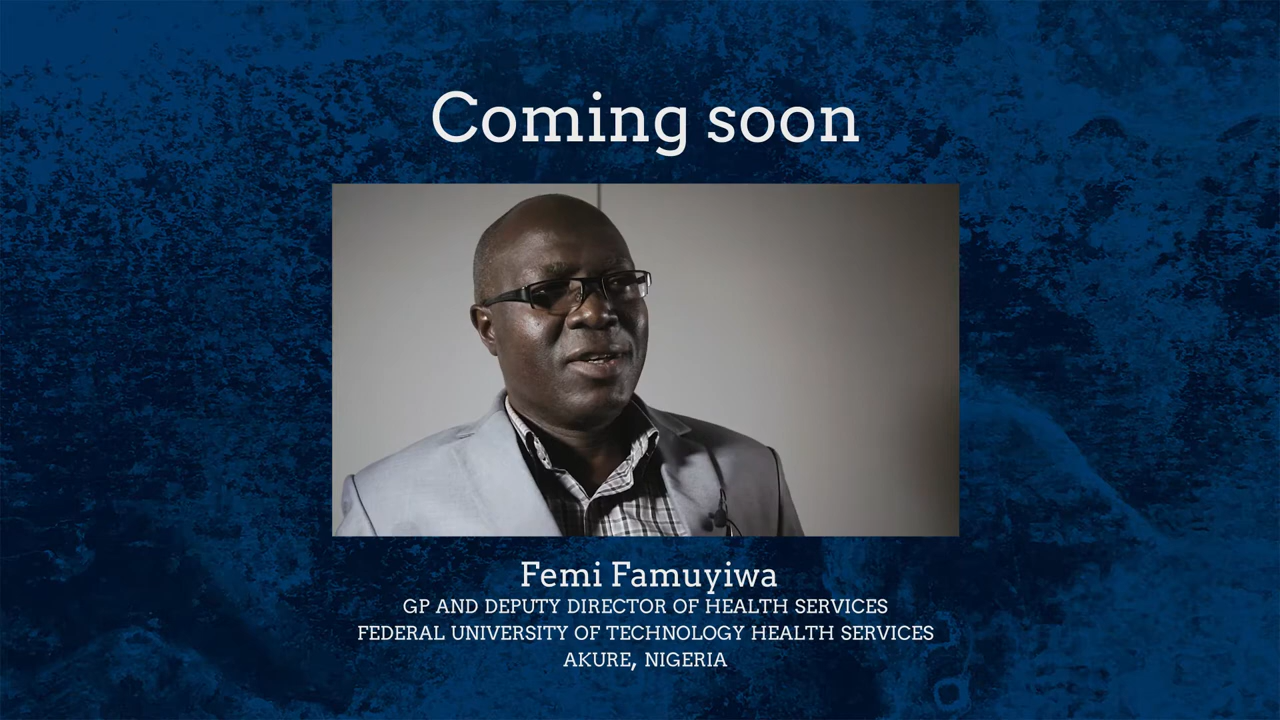 Coming soon
Femi Famuyiwa
GP AND DEPUTY DIRECTOR OF HEALTH SERVICES
FEDERAL UNIVERSITY OF TECHNOLOGY HEALTH SERVICES
AKURE, NIGERIA